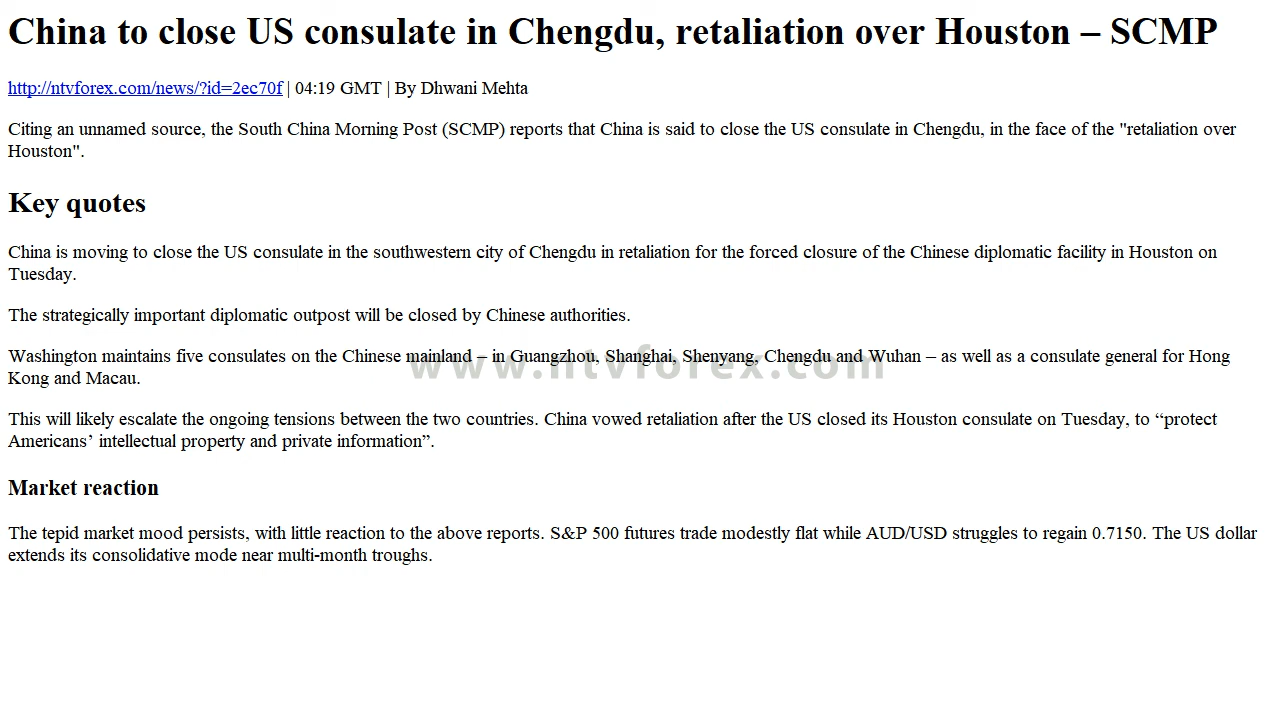 China to close US consulate in Chengdu, retaliation over Houston – SCMP
http://ntvforex.com/news/?id=2ec70f | 04:19 GMT | By Dhwani Mehta
Citing an unnamed source, the South China Morning Post (SCMP) reports that China is said to close the US consulate in Chengdu, in the face of the "retaliation over
Houston".
Key quotes
China is moving to close the US consulate in the southwestern city of Chengdu in retaliation for the forced closure of the Chinese diplomatic facility in Houston on
Tuesday.
The strategically important diplomatic outpost will be closed by Chinese authorities.
Washington maintains five consulates on the Chinese mainland – in Guangzhou, Shanghai, Shenyang, Chengdu and Wuhan – as well as a consulate general for Hong
Kong and Macau.
www.ntvforex.com
This will likely escalate the ongoing tensions between the two countries. China vowed retaliation after the US closed its Houston consulate on Tuesday, to “protect
Americans’ intellectual property and private information”.
Market reaction
The tepid market mood persists, with little reaction to the above reports. S&P 500 futures trade modestly flat while AUD/USD struggles to regain 0.7150. The US dollar
extends its consolidative mode near multi-month troughs.